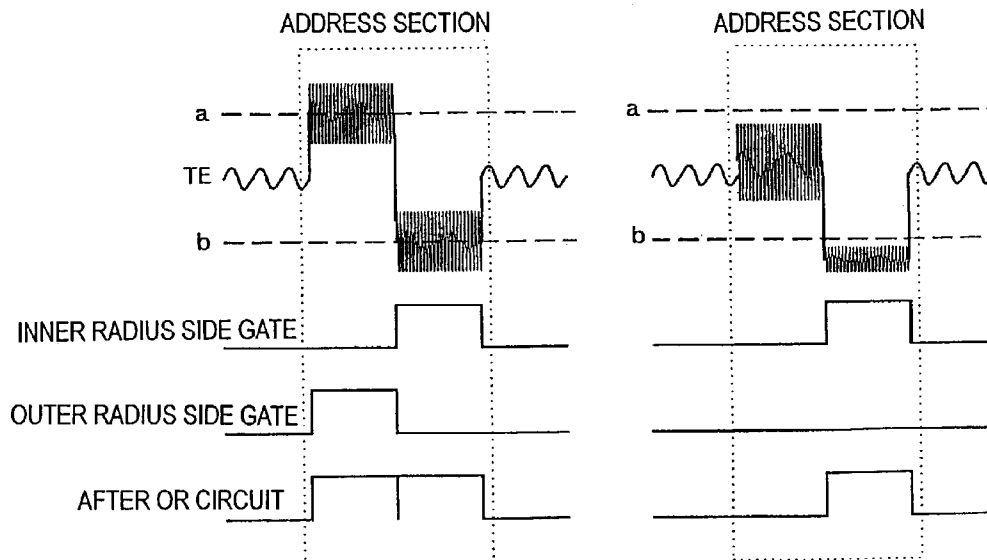 ADDRESS SECTION ADDRESS SECTION
a a
TE
b b
INNER RADIUS SIDE GATE
OUTER RADIUS SIDE GATE
AFTER OR CIRCUIT